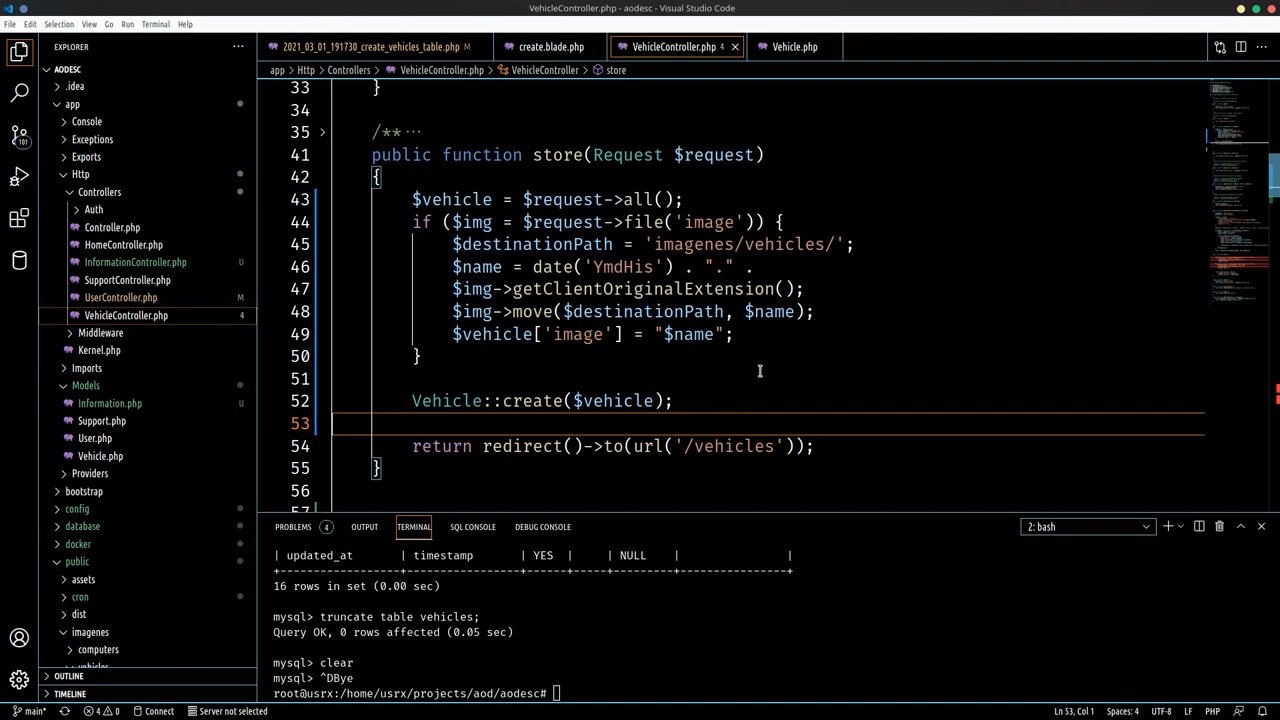 VehicleController.php - aodesc - Visual Studio Code
File Edit Selection View Go Run Terminal Help
EXPLORER
2021_03_01_191730_create_vehicles_table.php M
create.blade.php
VehicleController.php 4
Vehicle.php
app > Http > Controllers > VehicleController.php > VehicleController > store
AODESC
.idea
app
Console
Exceptions
Exports
Http
Controllers
Auth
Controller.php
HomeController.php
InformationController.php U
SupportController.php
UserController.php M
VehicleController.php 4
Middleware
Kernel.php
Imports
Models
Information.php U
Support.php
User.php
Vehicle.php
Providers
bootstrap
config
database
docker
public
assets
cron
dist
imagenes
computers
vehicles
OUTLINE
TIMELINE
101
33 }
34
35 /** ···
41 public function store(Request $request)
42 {
43 $vehicle = $request->all();
44 if ($img = $request->file('image')) {
45 $destinationPath = 'imagenes/vehicles/';
46 $name = date('YmdHis') . "." .
47 $img->getClientOriginalExtension();
48 $img->move($destinationPath, $name);
49 $vehicle['image'] = "$name";
50 }
51
52 Vehicle::create($vehicle);
53
54 return redirect()->to(url('/vehicles'));
55 }
56
57
PROBLEMS 4 OUTPUT TERMINAL SQL CONSOLE DEBUG CONSOLE
2: bash
| updated_at | timestamp | YES | | NULL | |
+-----------------+---------------+------+-----+---------+----------------+
16 rows in set (0.00 sec)
mysql> truncate table vehicles;
Query OK, 0 rows affected (0.05 sec)
mysql> clear
mysql> ^DBye
root@usrx:/home/usrx/projects/aod/aodesc#
main* 4 0 Connect Server not selected
Ln 53, Col 1 Spaces: 4 UTF-8 LF PHP